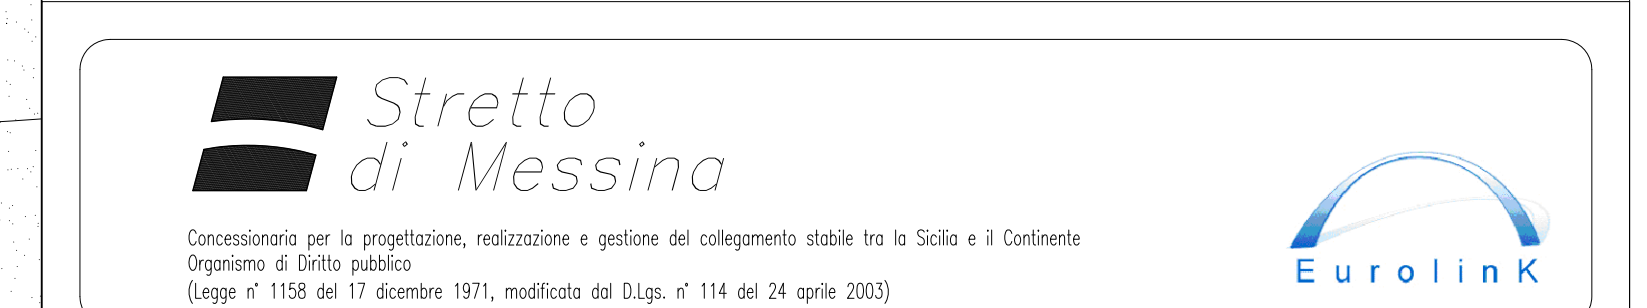 Stretto
di Messina
Concessionaria per la progettazione, realizzazione e gestione del collegamento stabile tra la Sicilia e il Continente
Organismo di Diritto pubblico
(Legge n° 1158 del 17 dicembre 1971, modificata dal D.Lgs. n° 114 del 24 aprile 2003)
EurolinK